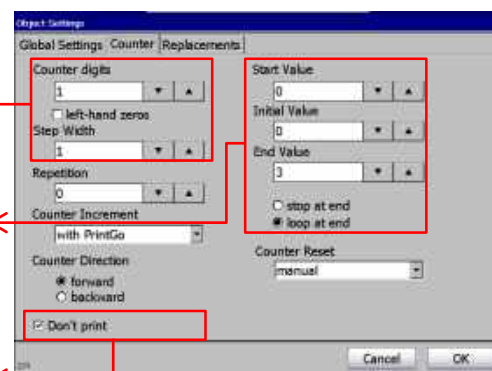 Object Settings
Global Settings Counter Replacements
Counter digits
1
left-hand zeros
Step Width
1
Repetition
0
Counter Increment
with PrintGo
Counter Direction
forward
backward
Don't print
Start Value
0
Initial Value
0
End Value
3
stop at end
loop at end
Counter Reset
manual
Cancel OK